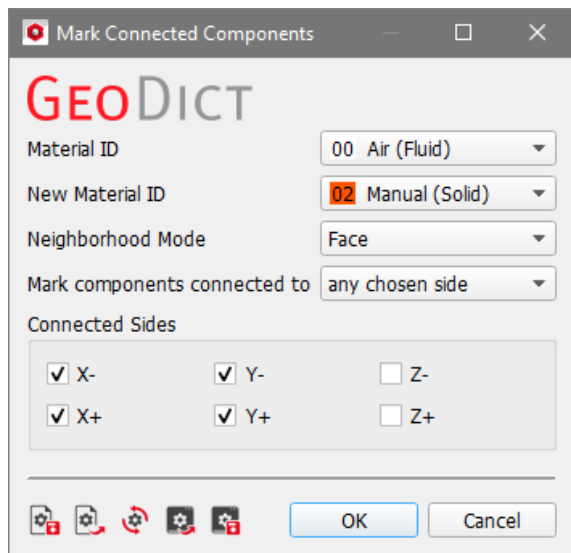 Mark Connected Components
GEODICT
Material ID 00 Air (Fluid)
New Material ID 02 Manual (Solid)
Neighborhood Mode Face
Mark components connected to any chosen side
Connected Sides
X- Y- Z-
X+ Y+ Z+
OK Cancel